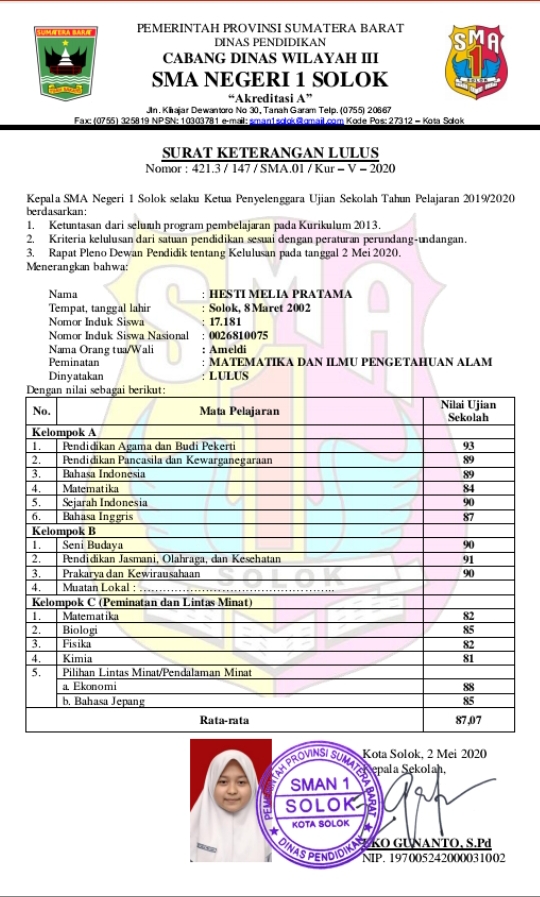 SUMATERA BARAT
PEMERINTAH PROVINSI SUMATERA BARAT
DINAS PENDIDIKAN
CABANG DINAS WILAYAH III
SMA NEGERI 1 SOLOK
“Akreditasi A”
Jln. Kihajar Dewantoro No 30, Tanah Garam Telp. (0755) 20667
Fax: (0755) 325819 NPSN: 10303781 e-mail: sman1solok@gmail.com Kode Pos: 27312 – Kota Solok
SMA
1
SOLOK
SURAT KETERANGAN LULUS
Nomor : 421.3 / 147 / SMA.01 / Kur – V – 2020
Kepala SMA Negeri 1 Solok selaku Ketua Penyelenggara Ujian Sekolah Tahun Pelajaran 2019/2020
berdasarkan:
1. Ketuntasan dari seluruh program pembelajaran pada Kurikulum 2013.
2. Kriteria kelulusan dari satuan pendidikan sesuai dengan peraturan perundang-undangan.
3. Rapat Pleno Dewan Pendidik tentang Kelulusan pada tanggal 2 Mei 2020.
Menerangkan bahwa:
Nama : HESTI MELIA PRATAMA
Tempat, tanggal lahir : Solok, 8 Maret 2002
Nomor Induk Siswa : 17.181
Nomor Induk Siswa Nasional : 0026810075
Nama Orang tua/Wali : Ameldi
Peminatan : MATEMATIKA DAN ILMU PENGETAHUAN ALAM
Dinyatakan : LULUS
Dengan nilai sebagai berikut:
No. Mata Pelajaran Nilai Ujian Sekolah
Kelompok A
1. Pendidikan Agama dan Budi Pekerti 93
2. Pendidikan Pancasila dan Kewarganegaraan 89
3. Bahasa Indonesia 89
4. Matematika 84
5. Sejarah Indonesia 90
6. Bahasa Inggris 87
Kelompok B
1. Seni Budaya 90
2. Pendidikan Jasmani, Olahraga, dan Kesehatan 91
3. Prakarya dan Kewirausahaan 90
4. Muatan Lokal : ……………………………………..
Kelompok C (Peminatan dan Lintas Minat)
1. Matematika 82
2. Biologi 85
3. Fisika 82
4. Kimia 81
5. Pilihan Lintas Minat/Pendalaman Minat
a. Ekonomi 88
b. Bahasa Jepang 85
Rata-rata 87,07
SMA
1
SOLOK
Kota Solok, 2 Mei 2020
Kepala Sekolah,
PEMERINTAH PROVINSI SUMATERA BARAT
SMAN 1
SOLOK
KOTA SOLOK
DINAS PENDIDIKAN
EKO GUNANTO, S.Pd
NIP. 197005242000031002